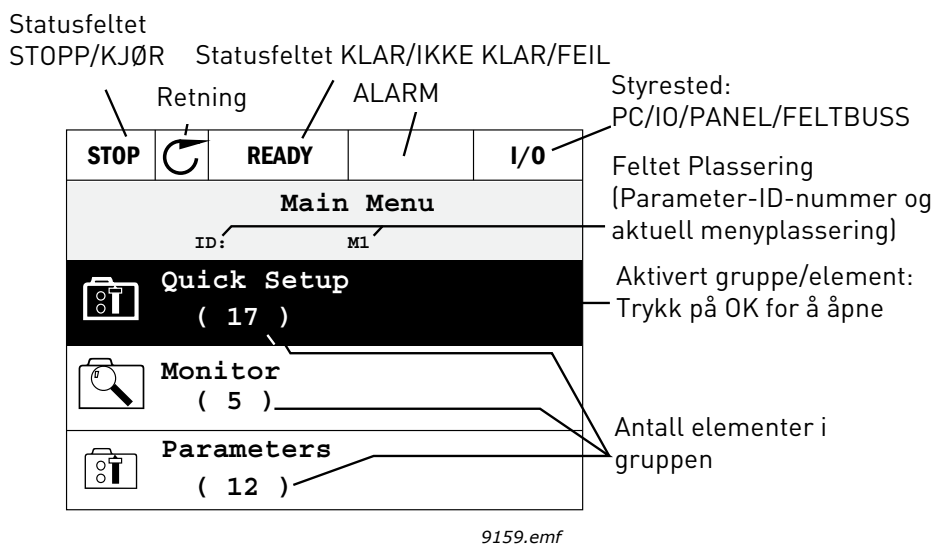 Statusfeltet
STOPP/KJØR
Statusfeltet KLAR/IKKE KLAR/FEIL
Retning
ALARM
Styrested:
PC/IO/PANEL/FELTBUSS
STOP
READY
I/O
Main Menu
ID:
M1
Feltet Plassering
(Parameter-ID-nummer og
aktuell menyplassering)
Quick Setup
( 17 )
Aktivert gruppe/element:
Trykk på OK for å åpne
Monitor
( 5 )
Parameters
( 12 )
Antall elementer i
gruppen
9159.emf